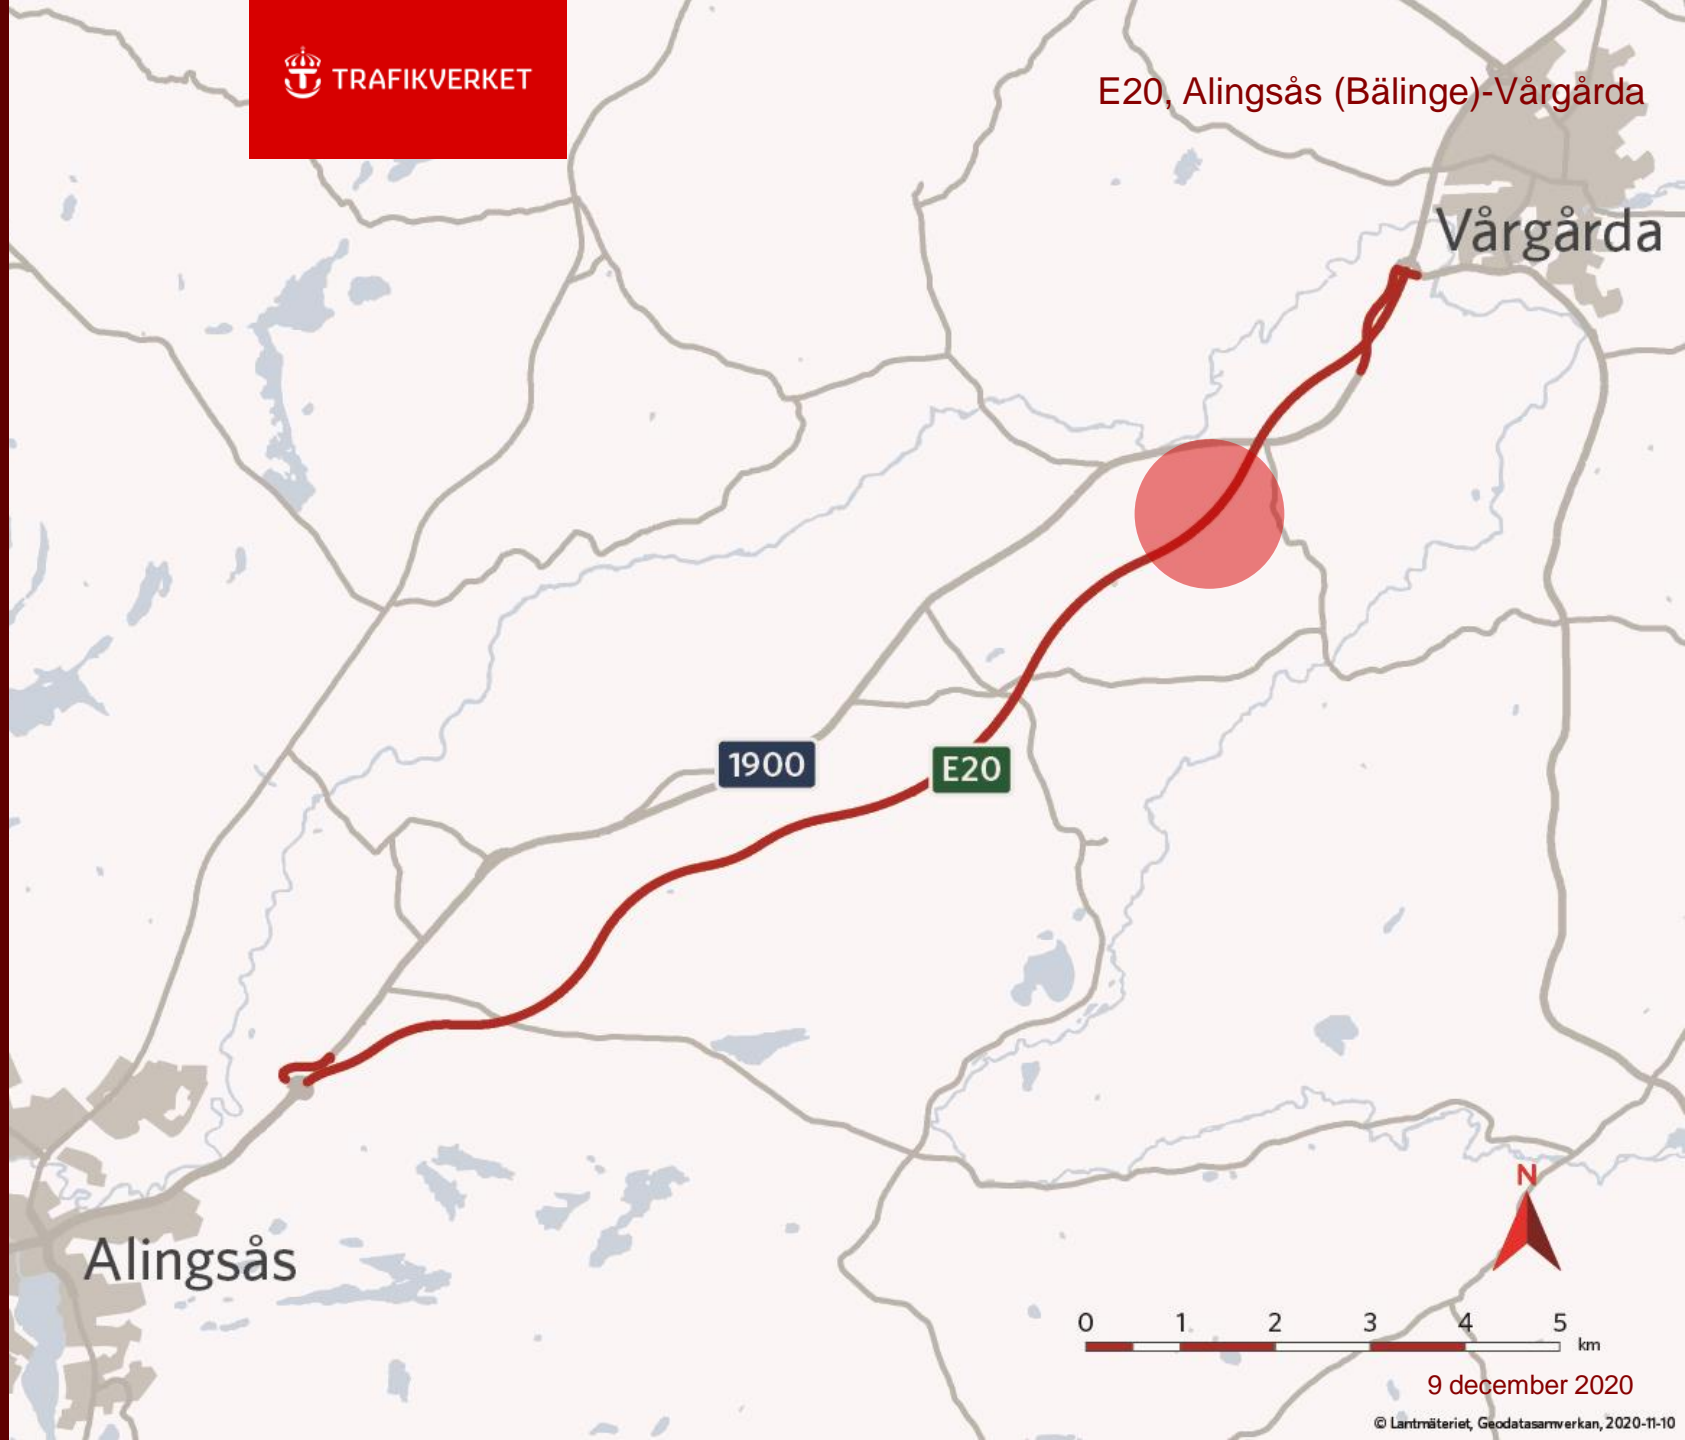 TRAFIKVERKET
E20, Alingsås (Bälinge)-Vårgårda
Vårgårda
1900
E20
Alingsås
N
0 1 2 3 4 5
km
9 december 2020
© Lantmäteriet, Geodatasamverkan, 2020-11-10